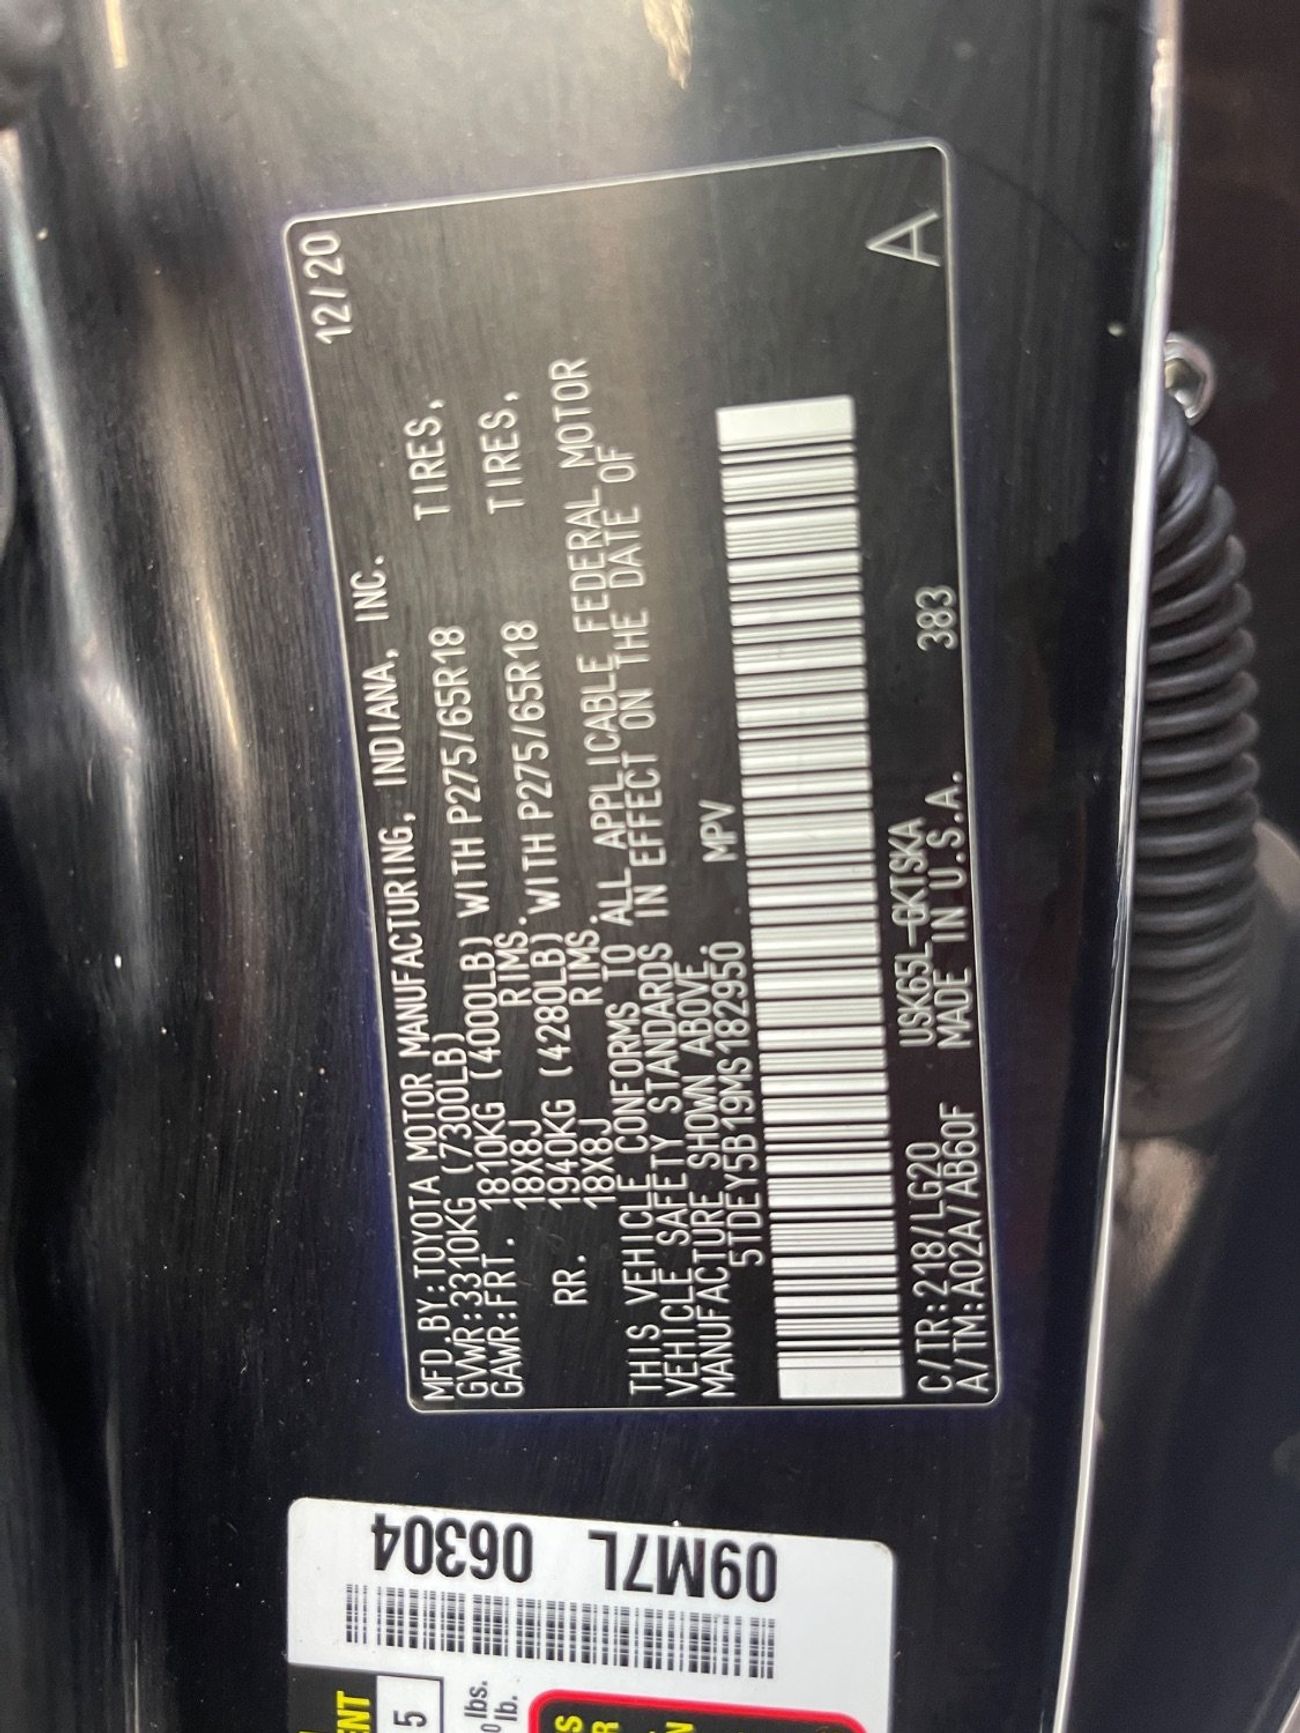 12/20
MFD.BY:TOYOTA MOTOR MANUFACTURING, INDIANA, INC.
GVWR:3310KG (7300LB)
GAWR:FRT. 1810KG (4000LB) WITH P275/65R18 TIRES,
18X8J RIMS.
RR. 1940KG (4280LB) WITH P275/65R18 TIRES,
18X8J RIMS.
THIS VEHICLE CONFORMS TO ALL APPLICABLE FEDERAL MOTOR
VEHICLE SAFETY STANDARDS IN EFFECT ON THE DATE OF
MANUFACTURE SHOWN ABOVE.
5TDEY5B19MS182950 MPV
C/TR:218/LG20 USK65L-GKTSKA
A/TM:A02A/AB60F MADE IN U.S.A. 383
A
09M7L
06304
5
lbs.
lb.